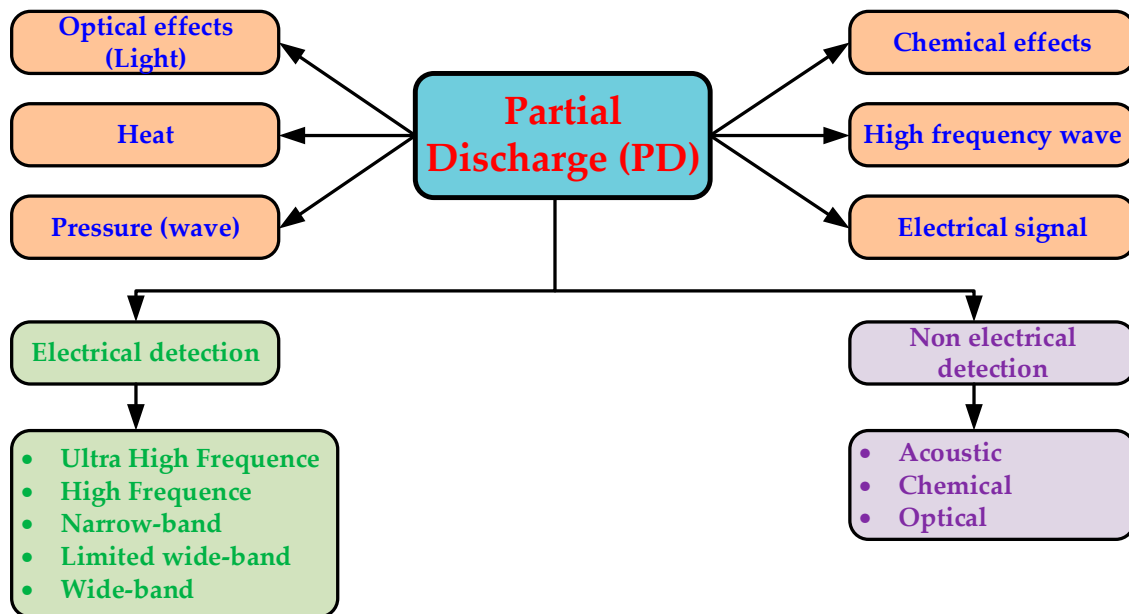 Optical effects
(Light)
Heat
Pressure (wave)
Partial
Discharge (PD)
Chemical effects
High frequency wave
Electrical signal
Electrical detection
• Ultra High Frequence
• High Frequence
• Narrow-band
• Limited wide-band
• Wide-band
Non electrical
detection
• Acoustic
• Chemical
• Optical